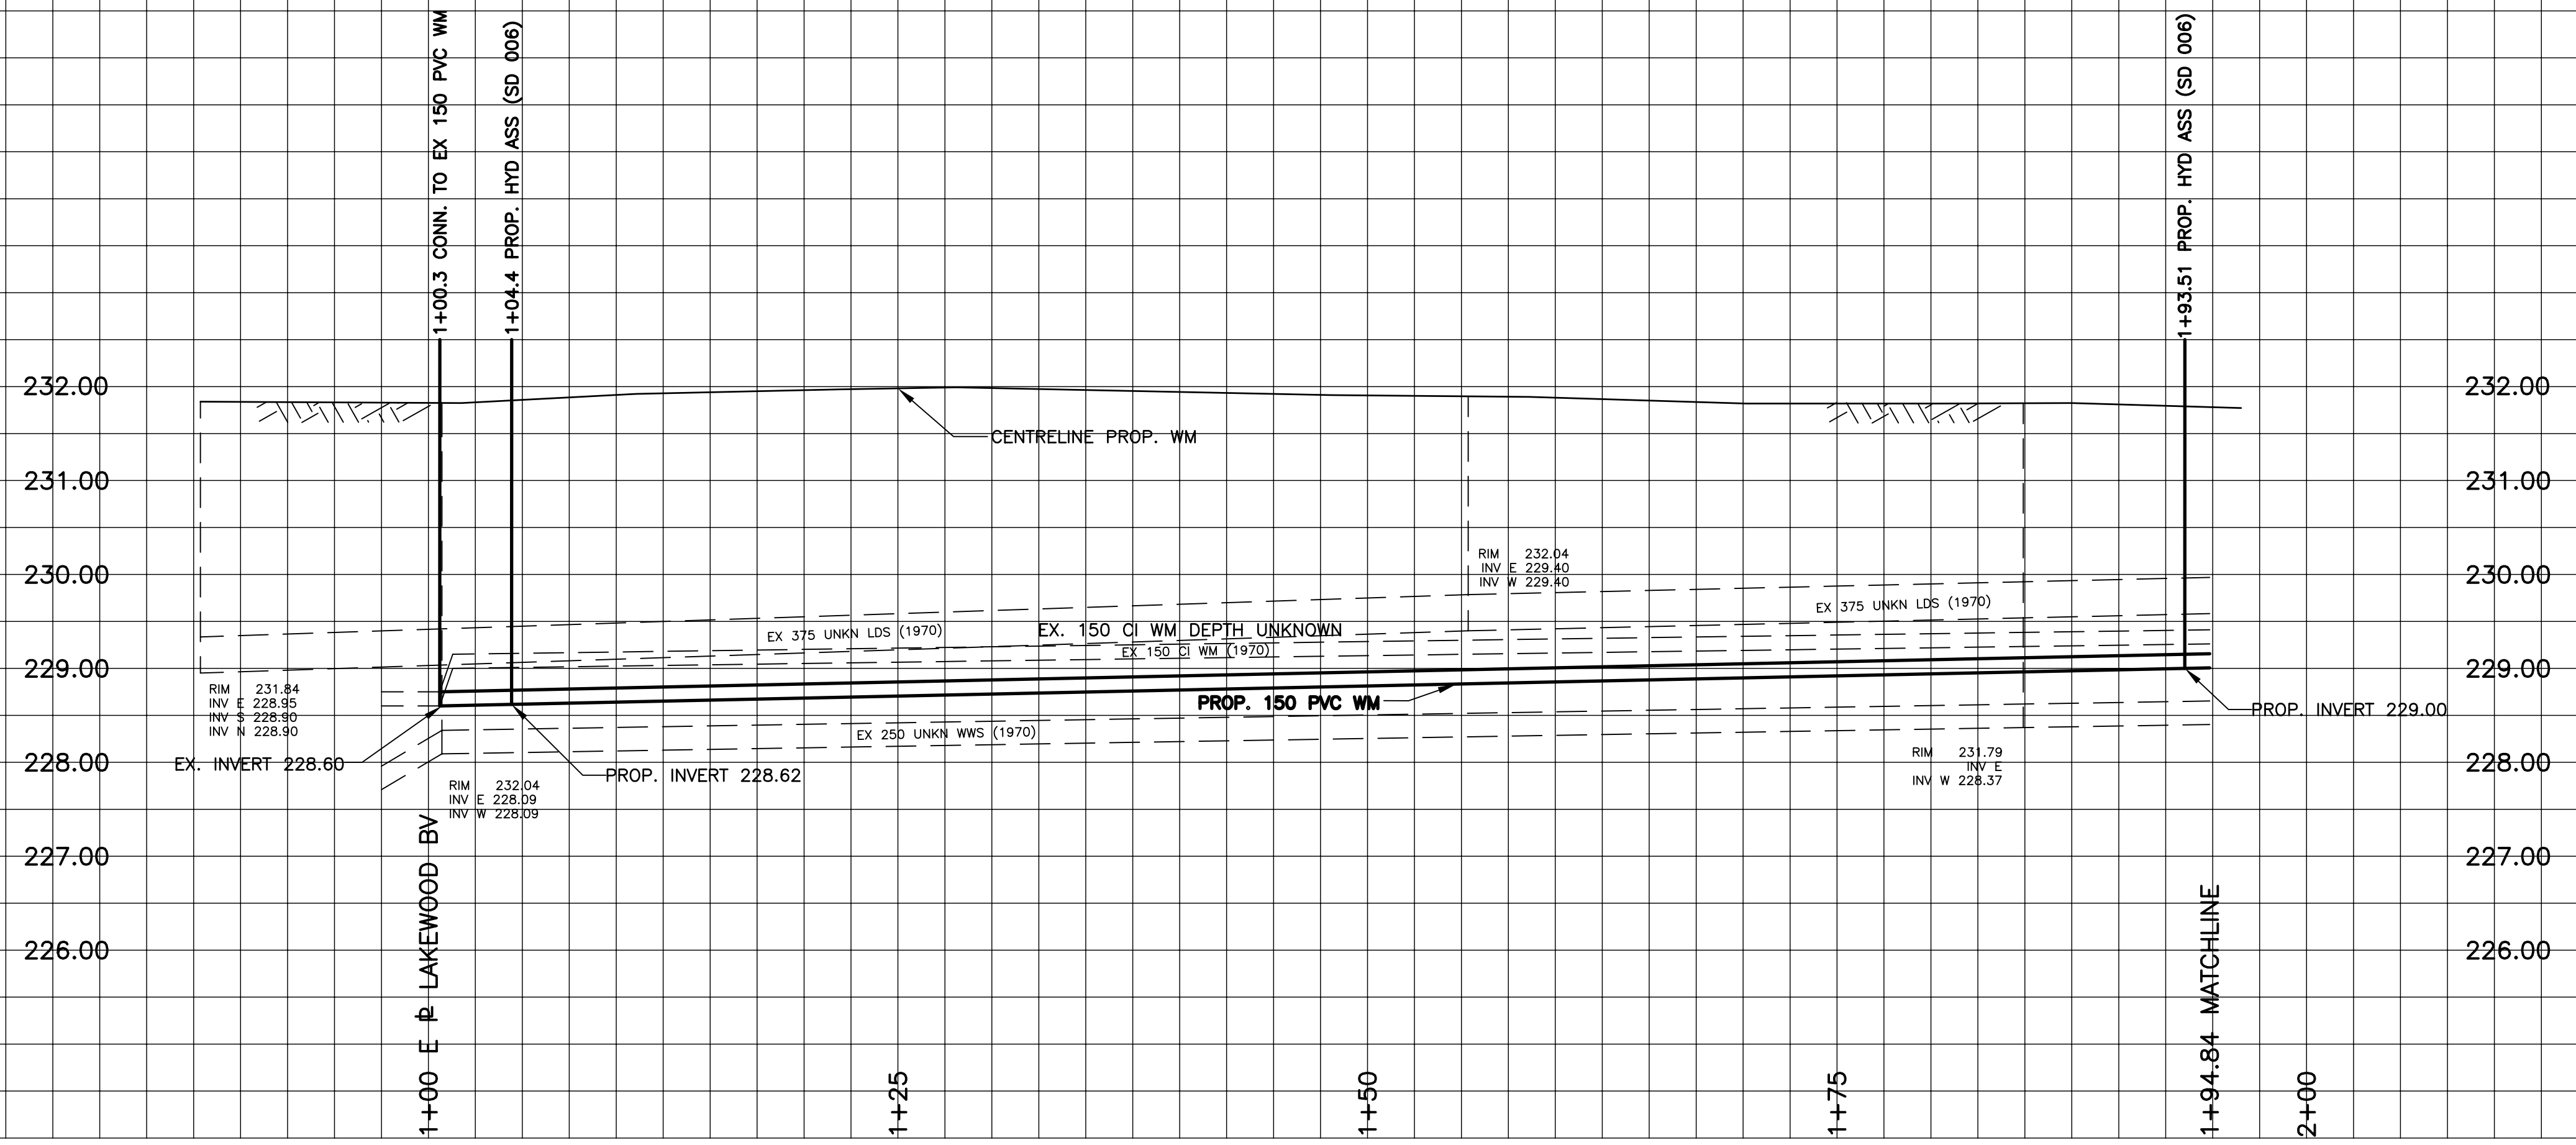 1+00.3 CONN. TO EX 150 PVC WM
1+04.4 PROP. HYD ASS (SD 006)
1+93.51 PROP. HYD ASS (SD 006)
232.00
232.00
CENTRELINE PROP. WM
231.00
231.00
RIM 232.04
INV E 229.40
INV W 229.40
230.00
230.00
EX 375 UNKN LDS (1970)
EX 375 UNKN LDS (1970)
EX. 150 CI WM DEPTH UNKNOWN
EX 150 CI WM (1970)
229.00
229.00
RIM 231.84
INV E 228.95
INV S 228.90
INV N 228.90
PROP. 150 PVC WM
PROP. INVERT 229.00
EX 250 UNKN WWS (1970)
EX. INVERT 228.60
228.00
228.00
PROP. INVERT 228.62
RIM 231.79
INV E
INV W 228.37
RIM 232.04
INV E 228.09
INV W 228.09
227.00
227.00
226.00
226.00
1+00 E PL LAKEWOOD BV
1+25
1+50
1+75
1+94.84 MATCHLINE
2+00